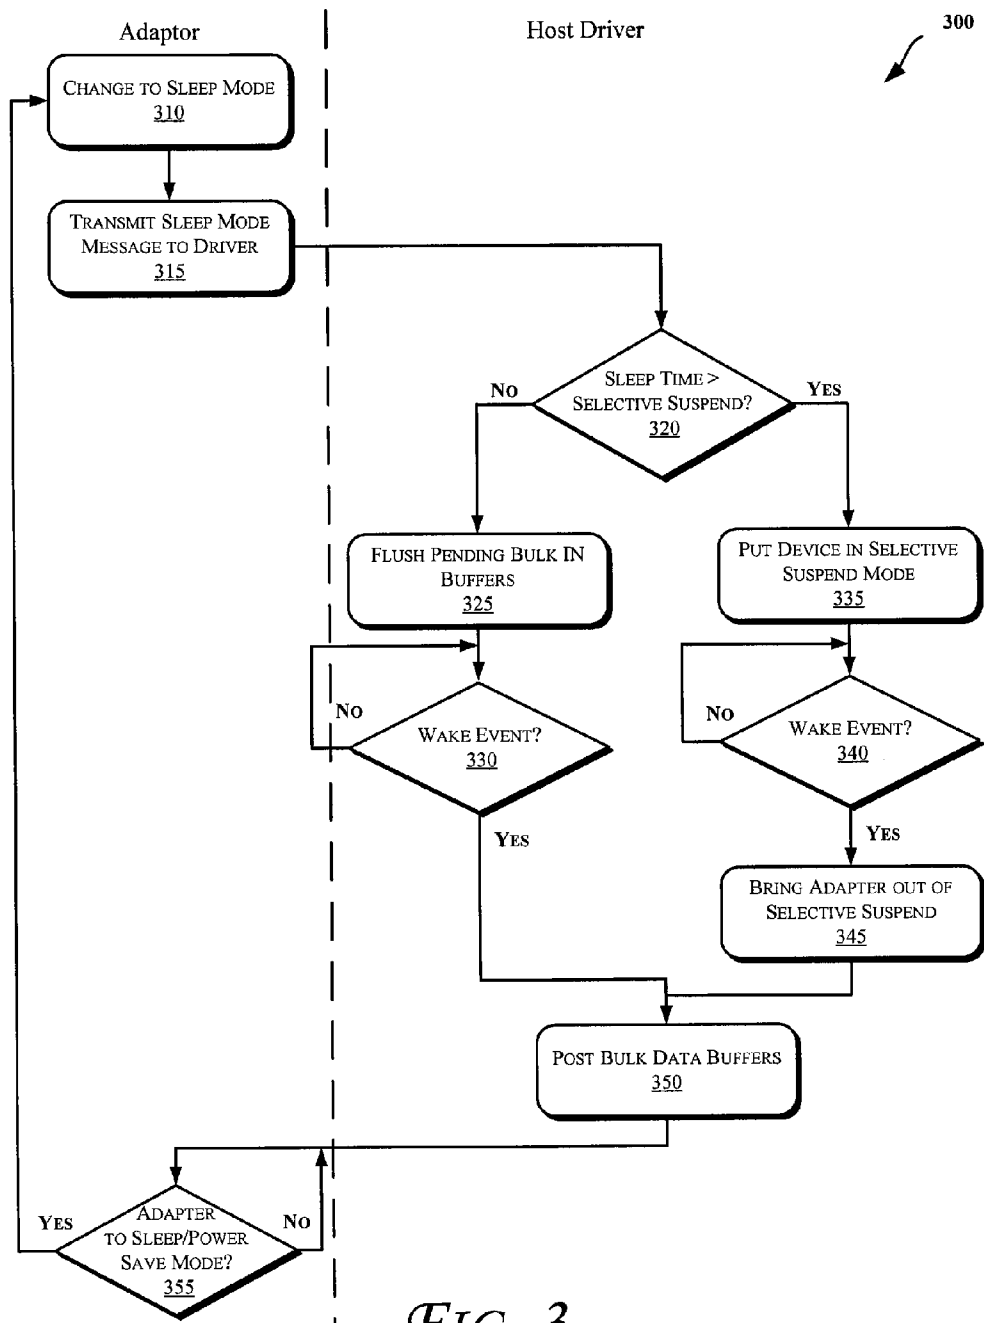 Adaptor
Host Driver
300
CHANGE TO SLEEP MODE
310
TRANSMIT SLEEP MODE
MESSAGE TO DRIVER
315
SLEEP TIME >
SELECTIVE SUSPEND?
320
NO
YES
FLUSH PENDING BULK IN
BUFFERS
325
PUT DEVICE IN SELECTIVE
SUSPEND MODE
335
NO
WAKE EVENT?
330
YES
NO
WAKE EVENT?
340
YES
BRING ADAPTER OUT OF
SELECTIVE SUSPEND
345
POST BULK DATA BUFFERS
350
YES
ADAPTER
TO SLEEP/POWER
SAVE MODE?
355
NO
FIG. 3